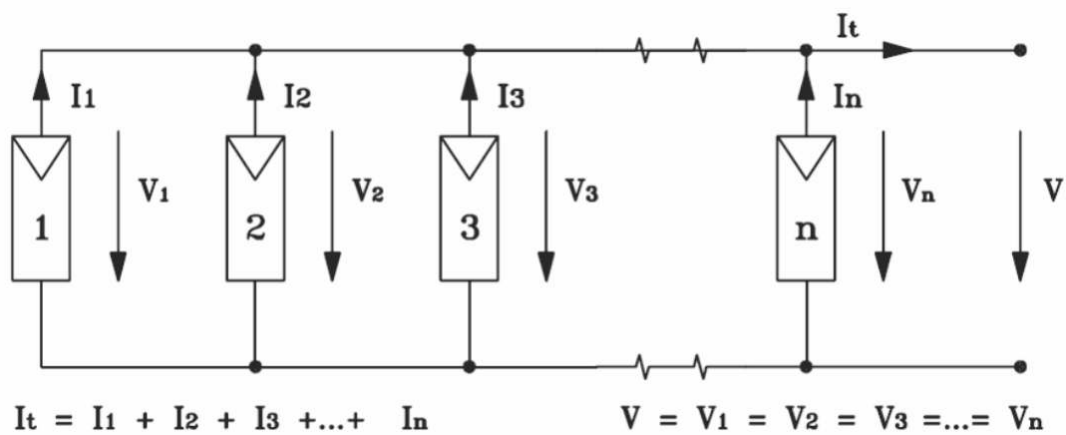 It
I1 I2 I3 In
V1 V2 V3 Vn V
1 2 3 n
It = I1 + I2 + I3 +...+ In V = V1 = V2 = V3 =...= Vn